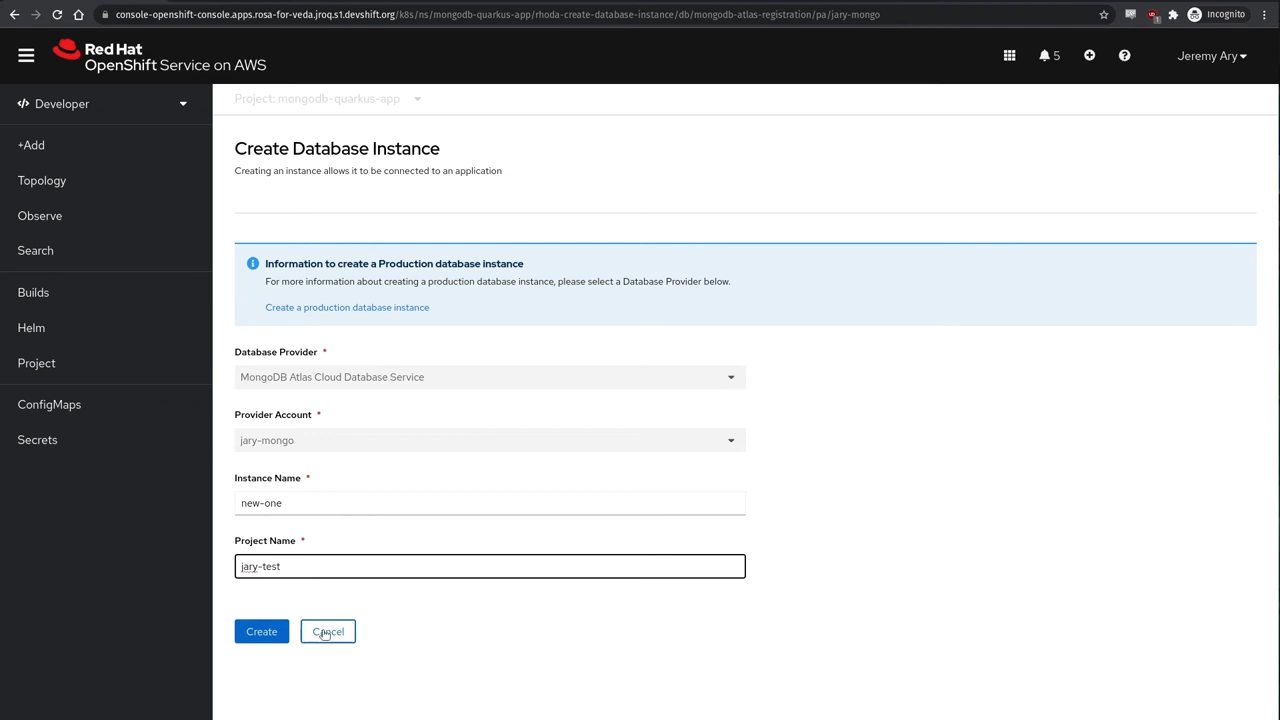 console-openshift-console.apps.rosa-for-veda.jroq.s1.devshift.org/k8s/ns/mongodb-quarkus-app/rhoda-create-database-instance/db/mongodb-atlas-registration/pa/jary-mongo
Incognito
Red Hat
OpenShift Service on AWS
5
Jeremy Ary
Developer
Project: mongodb-quarkus-app
+Add
Topology
Observe
Search
Builds
Helm
Project
ConfigMaps
Secrets
Create Database Instance
Creating an instance allows it to be connected to an application
Information to create a Production database instance
For more information about creating a production database instance, please select a Database Provider below.
Create a production database instance
Database Provider *
MongoDB Atlas Cloud Database Service
Provider Account *
jary-mongo
Instance Name *
new-one
Project Name *
jary-test
Create
Cancel